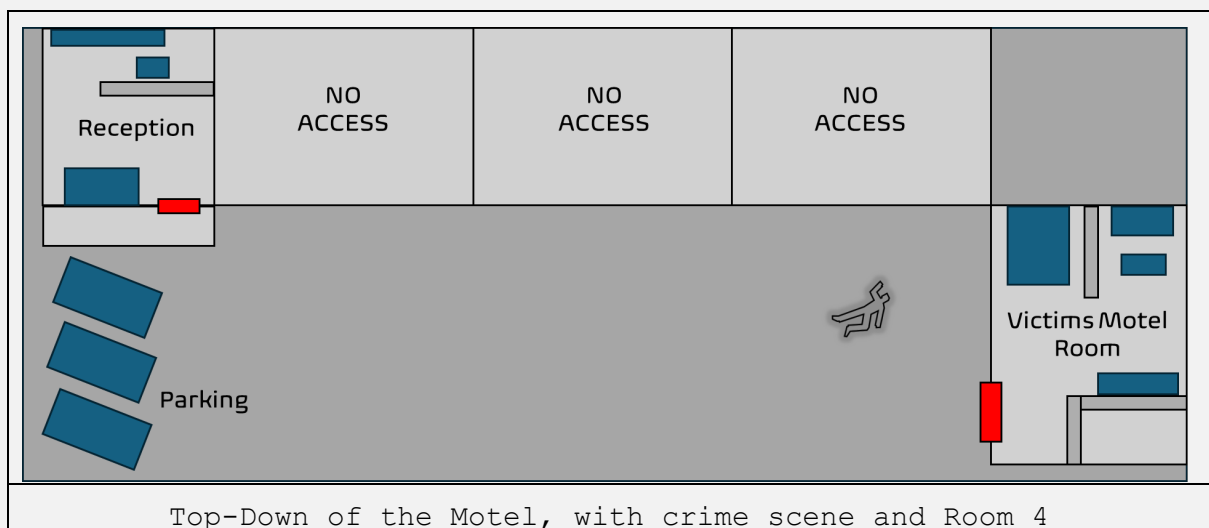 NO
ACCESS
NO
ACCESS
NO
ACCESS
Reception
Victims Motel
Room
Parking
Top-Down of the Motel, with crime scene and Room 4